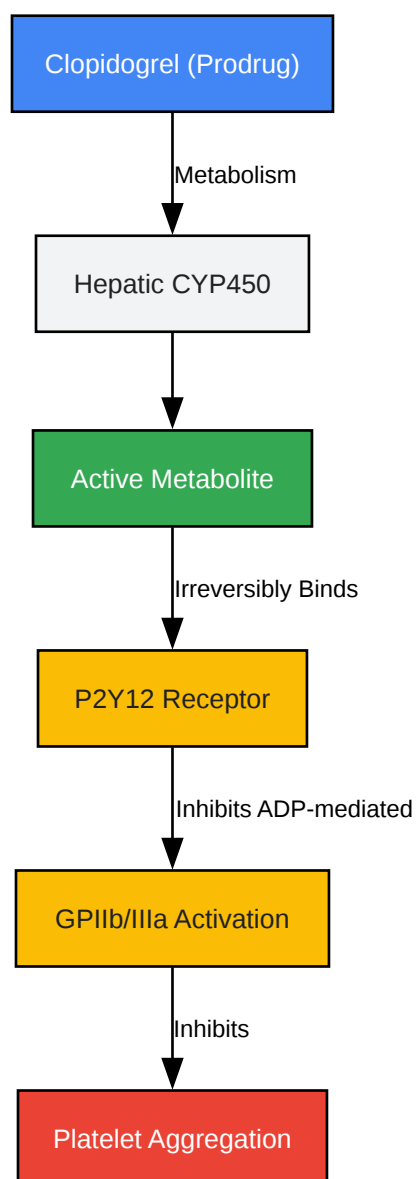 Clopidogrel (Prodrug)
Metabolism
Hepatic CYP450
Active Metabolite
Irreversibly Binds
P2Y12 Receptor
Inhibits ADP-mediated
GPIIb/IIIa Activation
Inhibits
Platelet Aggregation